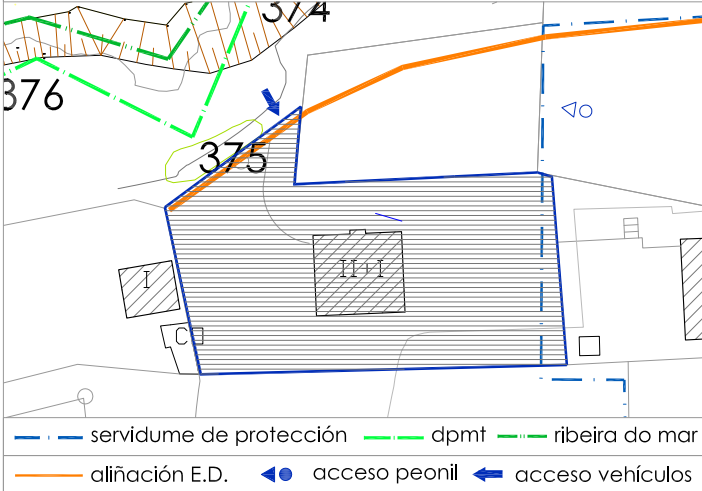 374
376
375
I
II+I
C
servidume de protección dpmt ribeira do mar
aliñación E.D. acceso peonil acceso vehículos